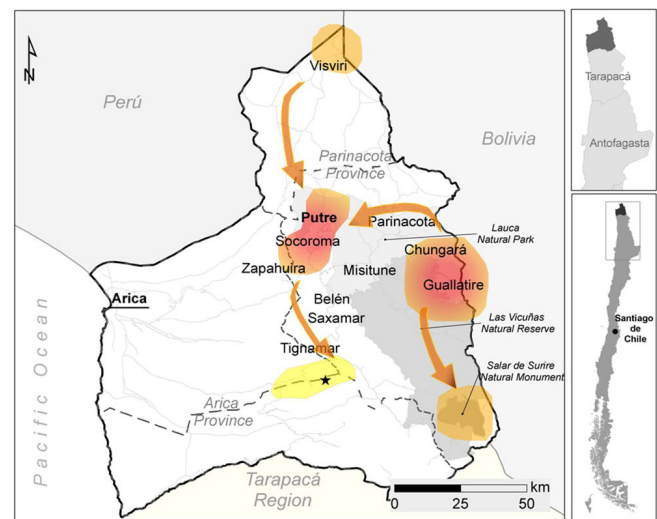 N
Perú
Visviri
Bolivia
Parinacota
Province
Putre
Parinacota
Lauca
Natural Park
Socoroma
Chungará
Zapahuira
Misitune
Guallatire
Arica
Belén
Saxamar
Las Vicuñas
Natural Reserve
Tignamar
Salar de Surire
Natural Monument
Arica
Province
Pacific Ocean
Tarapacá
Region
km
0 25 50
Tarapacá
Antofagasta
Santiago
de
Chile